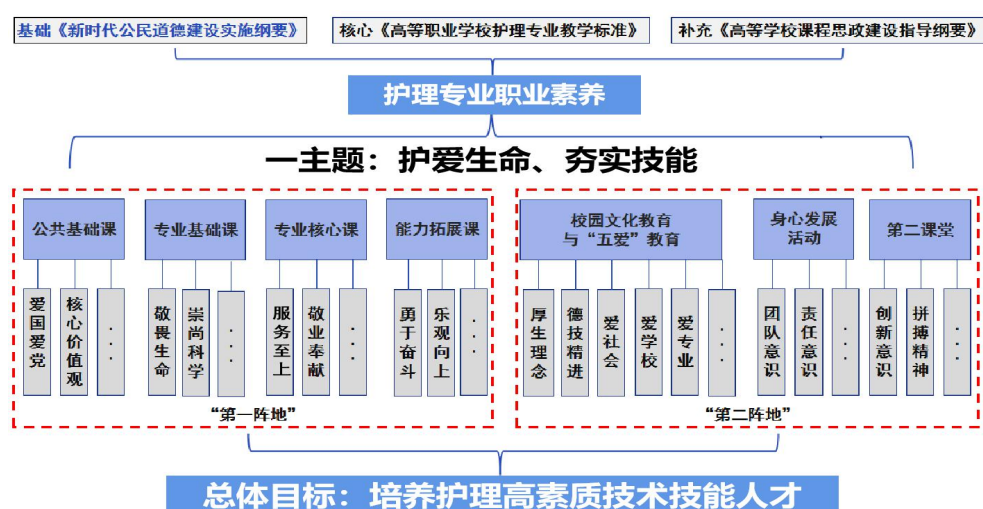 基础《新时代公民道德建设实施纲要》
核心《高等职业学校护理专业教学标准》
补充《高等学校课程思政建设指导纲要》
护理专业职业素养
一主题：护爱生命、夯实技能
公共基础课
专业基础课
专业核心课
能力拓展课
校园文化教育
与“五爱”教育
身心发展
活动
第二课堂
爱国爱党
核心价值观
...
敬畏生命
崇尚科学
...
服务至上
敬业奉献
...
勇于奋斗
乐观向上
...
厚生理念
德技精进
爱社会
爱学校
爱专业
...
团队意识
责任意识
...
创新意识
拼搏精神
...
“第一阵地”
“第二阵地”
总体目标：培养护理高素质技术技能人才